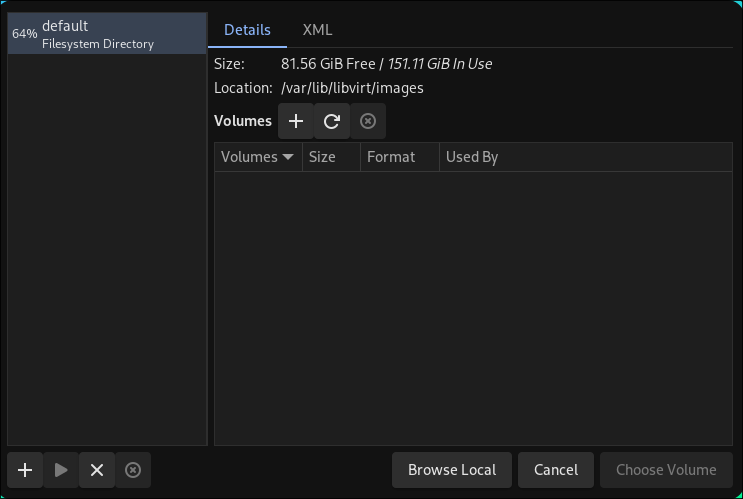 64%
default
Filesystem Directory
Details
XML
Size: 81.56 GiB Free / 151.11 GiB In Use
Location: /var/lib/libvirt/images
Volumes
Volumes Size Format Used By
Browse Local
Cancel
Choose Volume